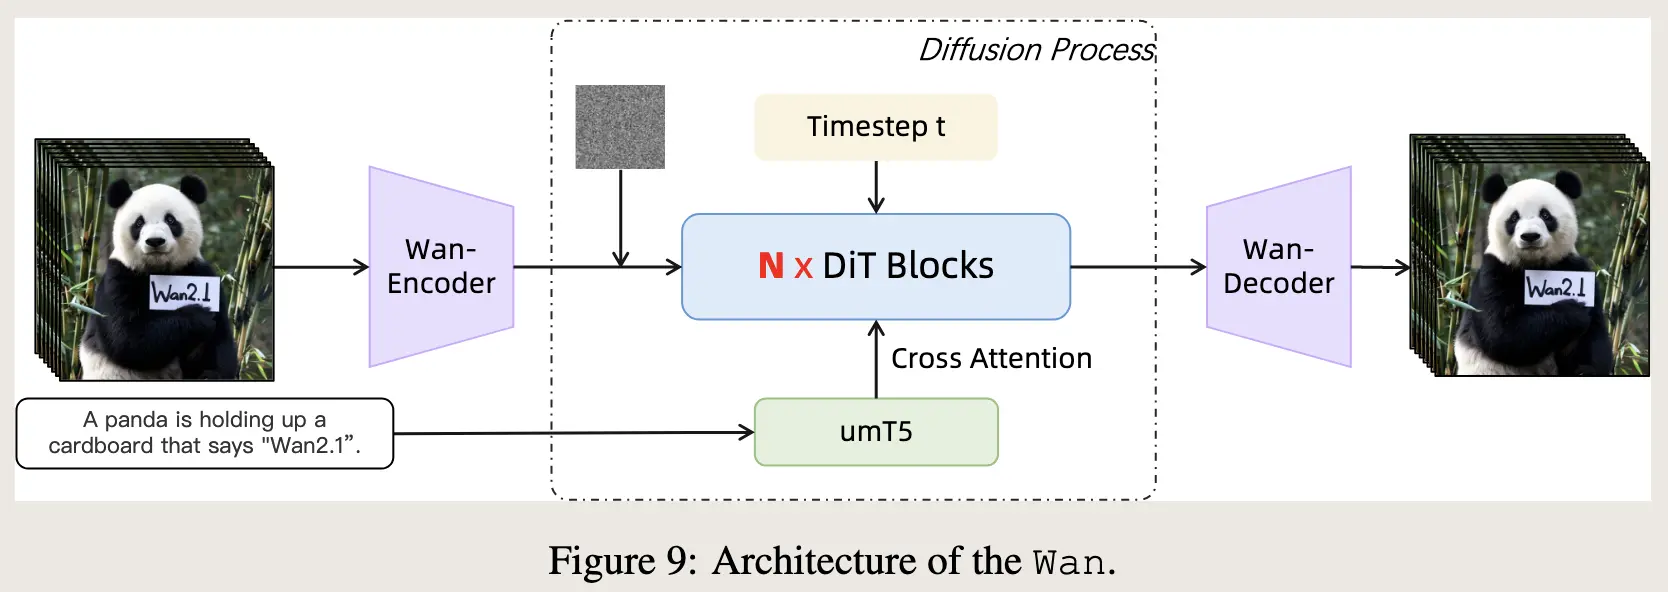 Diffusion Process
Timestep t
Wan-
Encoder
N x DiT Blocks
Wan-
Decoder
Wan2.1
Wan2.1
Cross Attention
A panda is holding up a
cardboard that says "Wan2.1”.
umT5
Figure 9: Architecture of the Wan.